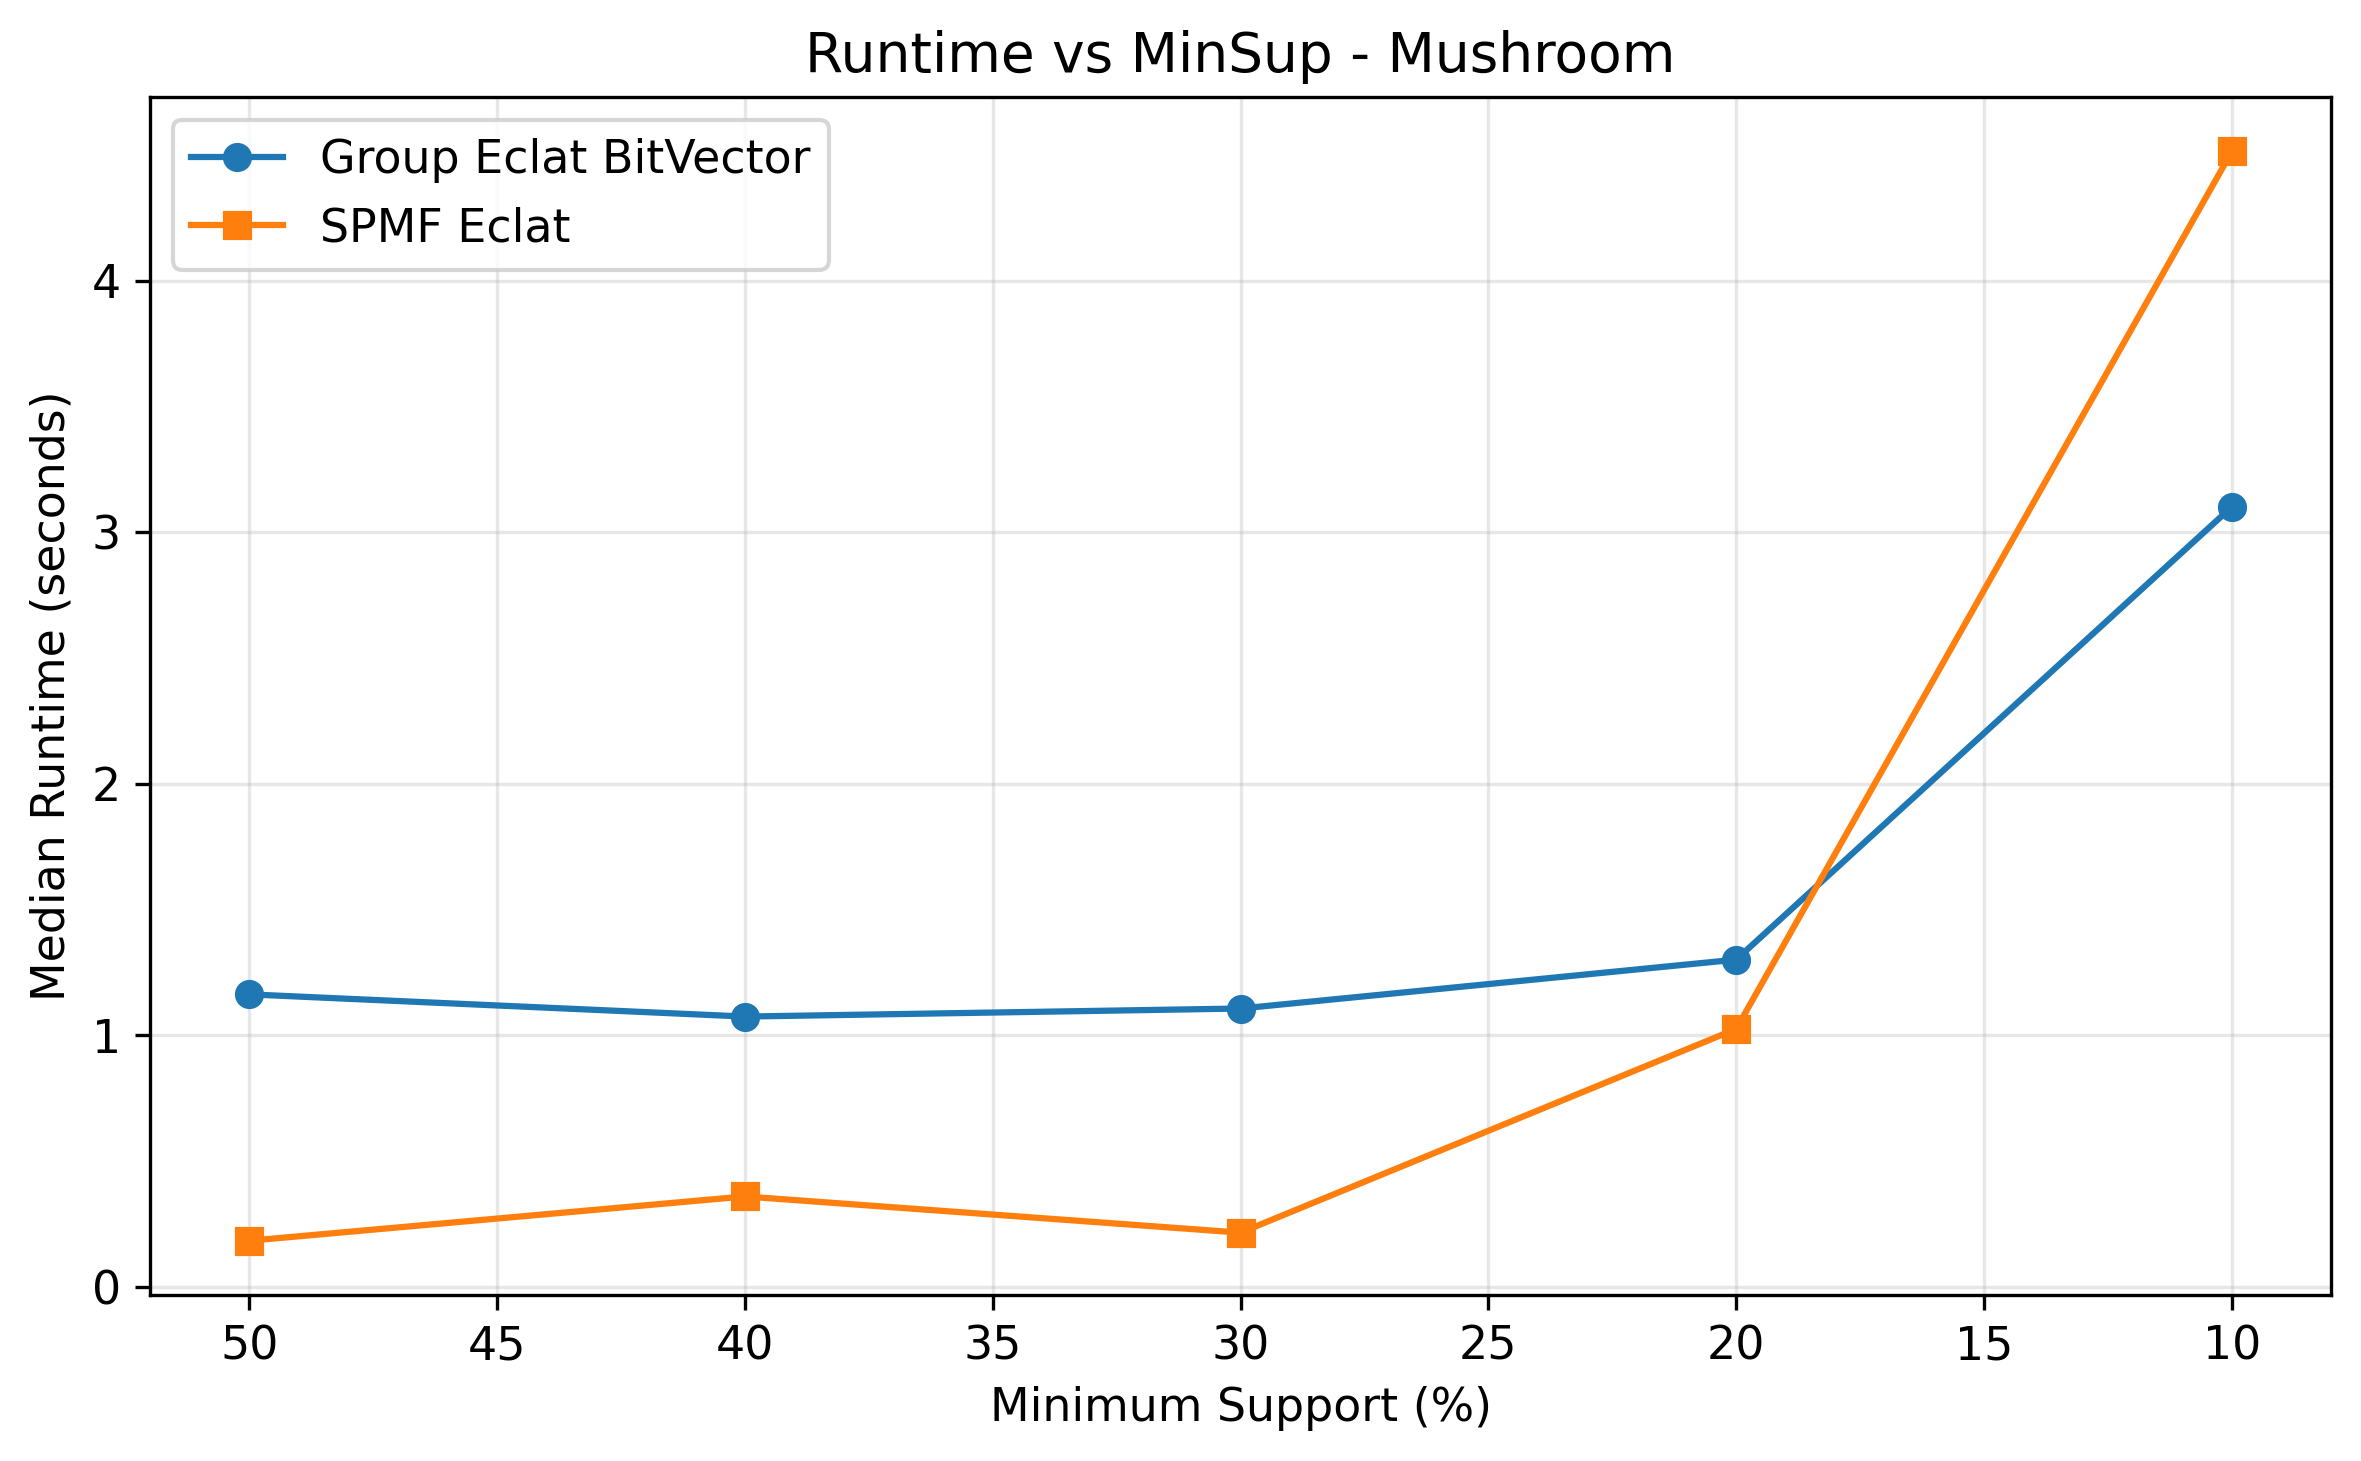 Runtime vs MinSup - Mushroom
Group Eclat BitVector
SPMF Eclat
Median Runtime (seconds)
4
3
2
1
0
50 45 40 35 30 25 20 15 10
Minimum Support (%)